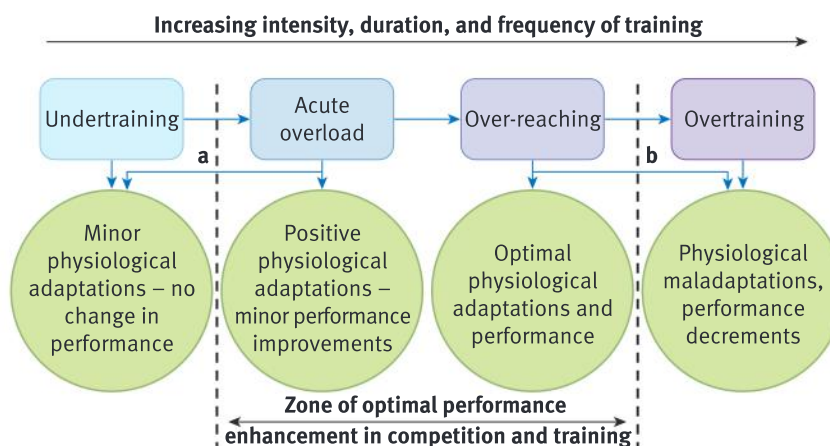 Increasing intensity, duration, and frequency of training
Undertraining
Acute
overload
Over-reaching
Overtraining
a
b
Minor
physiological
adaptations – no
change in
performance
Positive
physiological
adaptations –
minor performance
improvements
Optimal
physiological
adaptations and
performance
Physiological
maladaptations,
performance
decrements
Zone of optimal performance
enhancement in competition and training